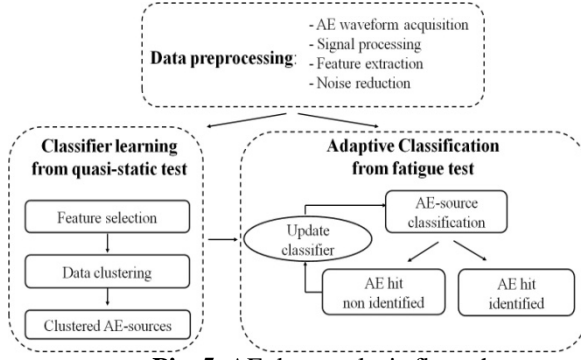 Data preprocessing:
- AE waveform acquisition
- Signal processing
- Feature extraction
- Noise reduction
Classifier learning
from quasi-static test
Feature selection
Data clustering
Clustered AE-sources
Adaptive Classification
from fatigue test
Update
classifier
AE-source
classification
AE hit
non identified
AE hit
identified